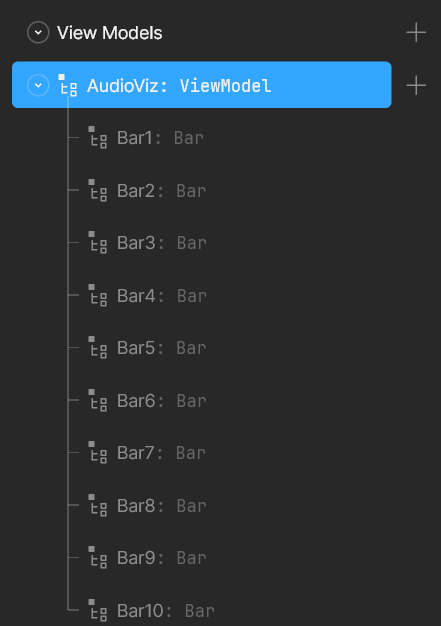 View Models
AudioViz: ViewModel
Bar1: Bar
Bar2: Bar
Bar3: Bar
Bar4: Bar
Bar5: Bar
Bar6: Bar
Bar7: Bar
Bar8: Bar
Bar9: Bar
Bar10: Bar